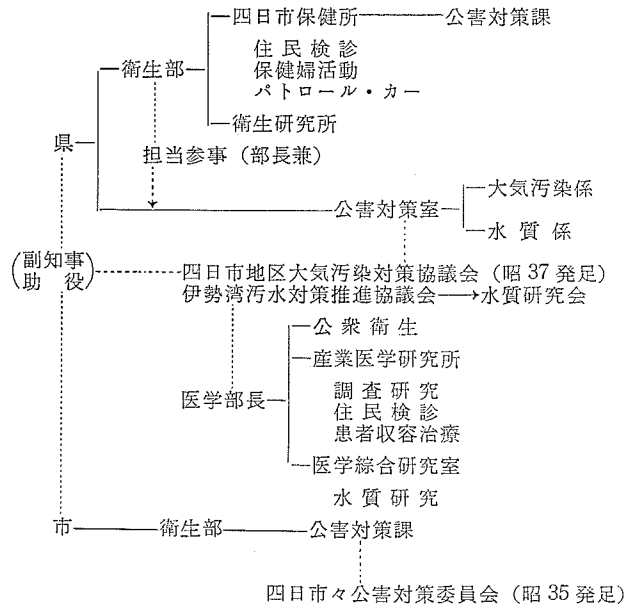 四日市保健所 公害対策課
住民検診
衛生部 保健婦活動
パトロール・カー
衛生研究所
県
担当参事（部長兼）
大気汚染係
公害対策室
水質係
（副知事
助役） 四日市地区大気汚染対策協議会（昭37発足）
伊勢湾汚水対策推進協議会→水質研究会
公衆衛生
産業医学研究所
調査研究
医学部長 住民検診
患者収容治療
医学綜合研究室
水質研究
市 衛生部 公害対策課
四日市々公害対策委員会（昭35発足）